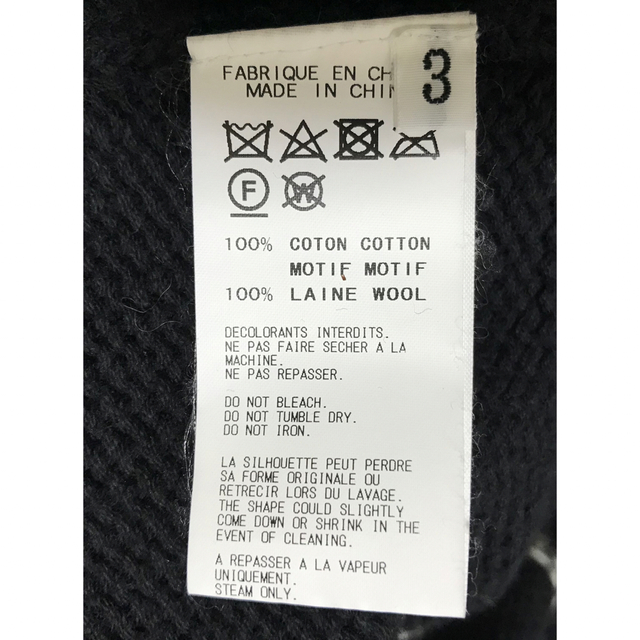 FABRIQUE EN CH
MADE IN CHIN
3
F
W
100% COTON COTTON
MOTIF MOTIF
100% LAINE WOOL
DECOLORANTS INTERDITS.
NE PAS FAIRE SECHER A LA
MACHINE.
NE PAS REPASSER.
DO NOT BLEACH.
DO NOT TUMBLE DRY.
DO NOT IRON.
LA SILHOUETTE PEUT PERDRE
SA FORME ORIGINALE OU
RETRECIR LORS DU LAVAGE.
THE SHAPE COULD SLIGHTLY
COME DOWN OR SHRINK IN THE
EVENT OF CLEANING.
A REPASSER A LA VAPEUR
UNIQUEMENT.
STEAM ONLY.